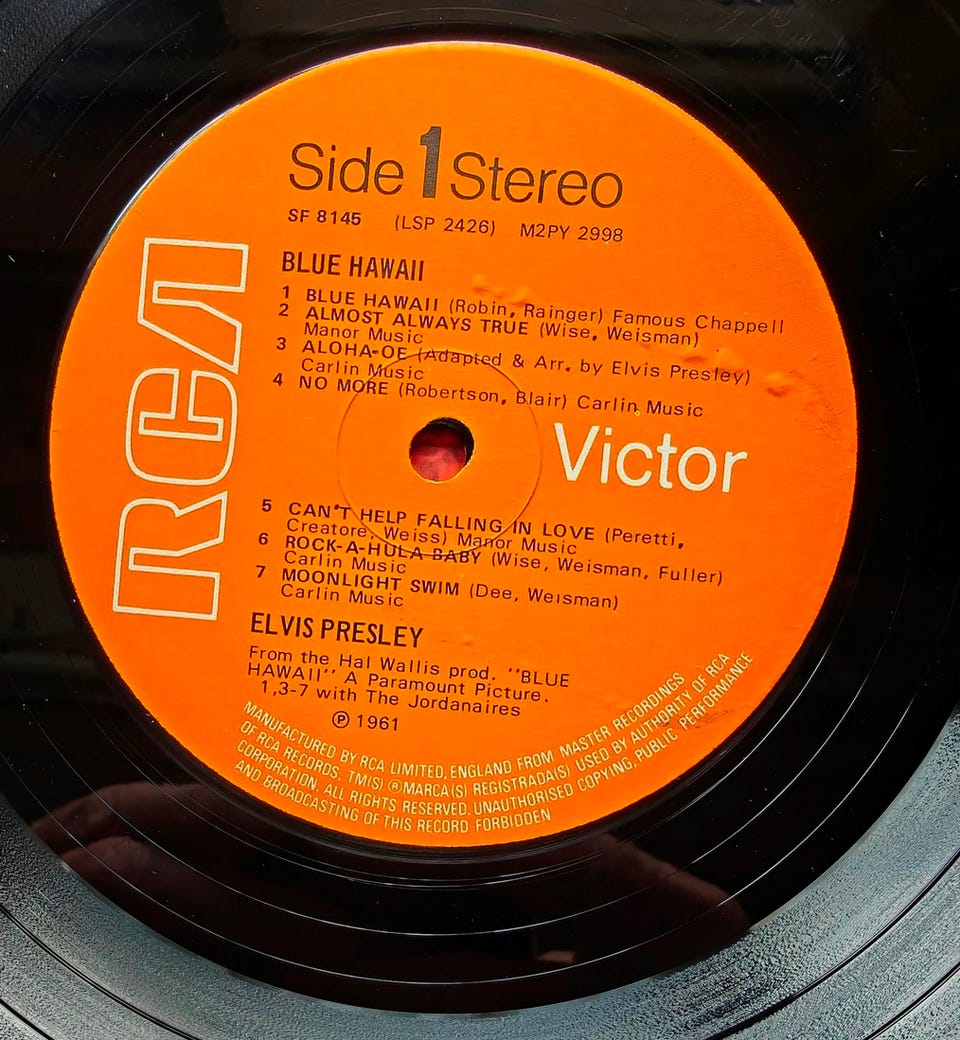 Side 1 Stereo
SF 8145 (LSP 2426) M2PY 2998
RCA
BLUE HAWAII
1 BLUE HAWAII (Robin, Rainger) Famous Chappell
2 ALMOST ALWAYS TRUE (Wise, Weisman)
Manor Music
3 ALOHA-OE (Adapted & Arr. by Elvis Presley)
Carlin Music
4 NO MORE (Robertson, Blair) Carlin Music
Victor
5 CAN'T HELP FALLING IN LOVE (Peretti,
Creatore, Weiss) Manor Music
6 ROCK-A-HULA BABY (Wise, Weisman, Fuller)
Carlin Music
7 MOONLIGHT SWIM (Dee, Weisman)
Carlin Music
ELVIS PRESLEY
From the Hal Wallis prod. "BLUE
HAWAII" A Paramount Picture.
1,3-7 with The Jordanaires
℗ 1961
MANUFACTURED BY RCA LIMITED, ENGLAND FROM MASTER RECORDINGS
OF RCA RECORDS. TM(S) ® MARCA(S) REGISTRADA(S) USED BY AUTHORITY OF RCA
CORPORATION. ALL RIGHTS RESERVED. UNAUTHORISED COPYING, PUBLIC PERFORMANCE
AND BROADCASTING OF THIS RECORD FORBIDDEN